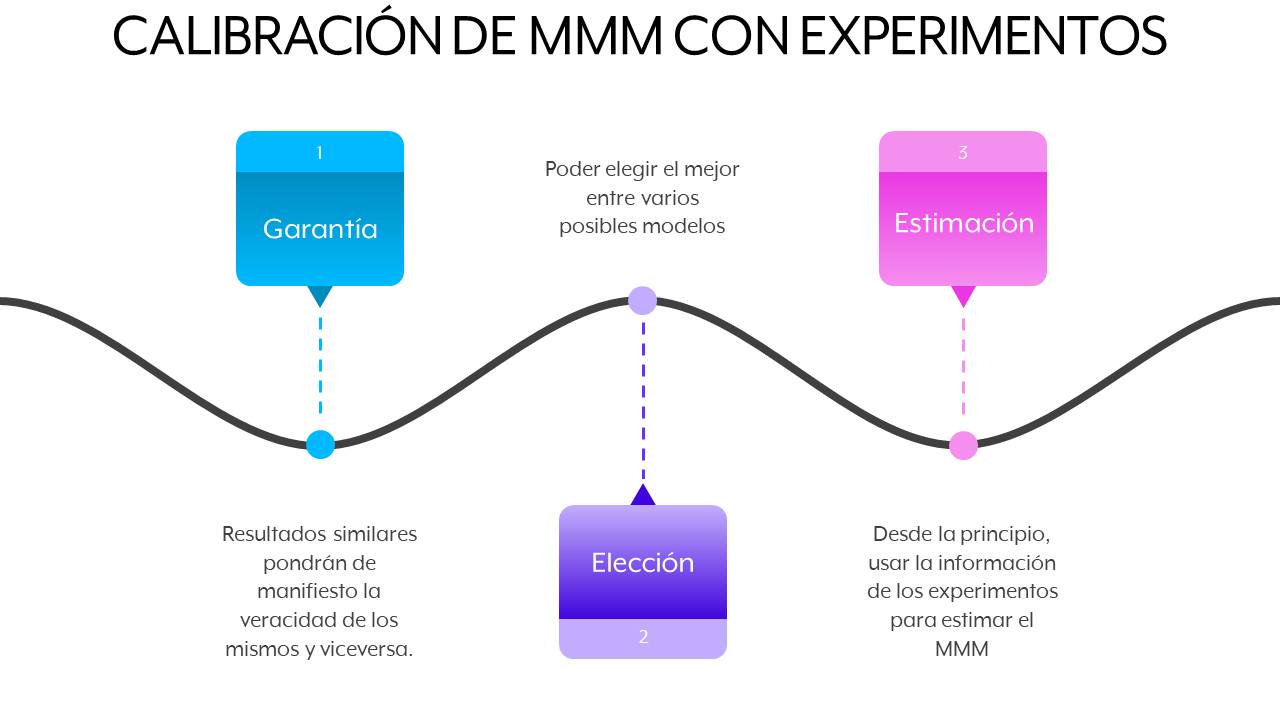 CALIBRACIÓN DE MMM CON EXPERIMENTOS
1
Garantía
Resultados similares
pondrán de
manifiesto la
veracidad de los
mismos y viceversa.
Poder elegir el mejor
entre varios
posibles modelos
Elección
2
3
Estimación
Desde la principio,
usar la información
de los experimentos
para estimar el
MMM